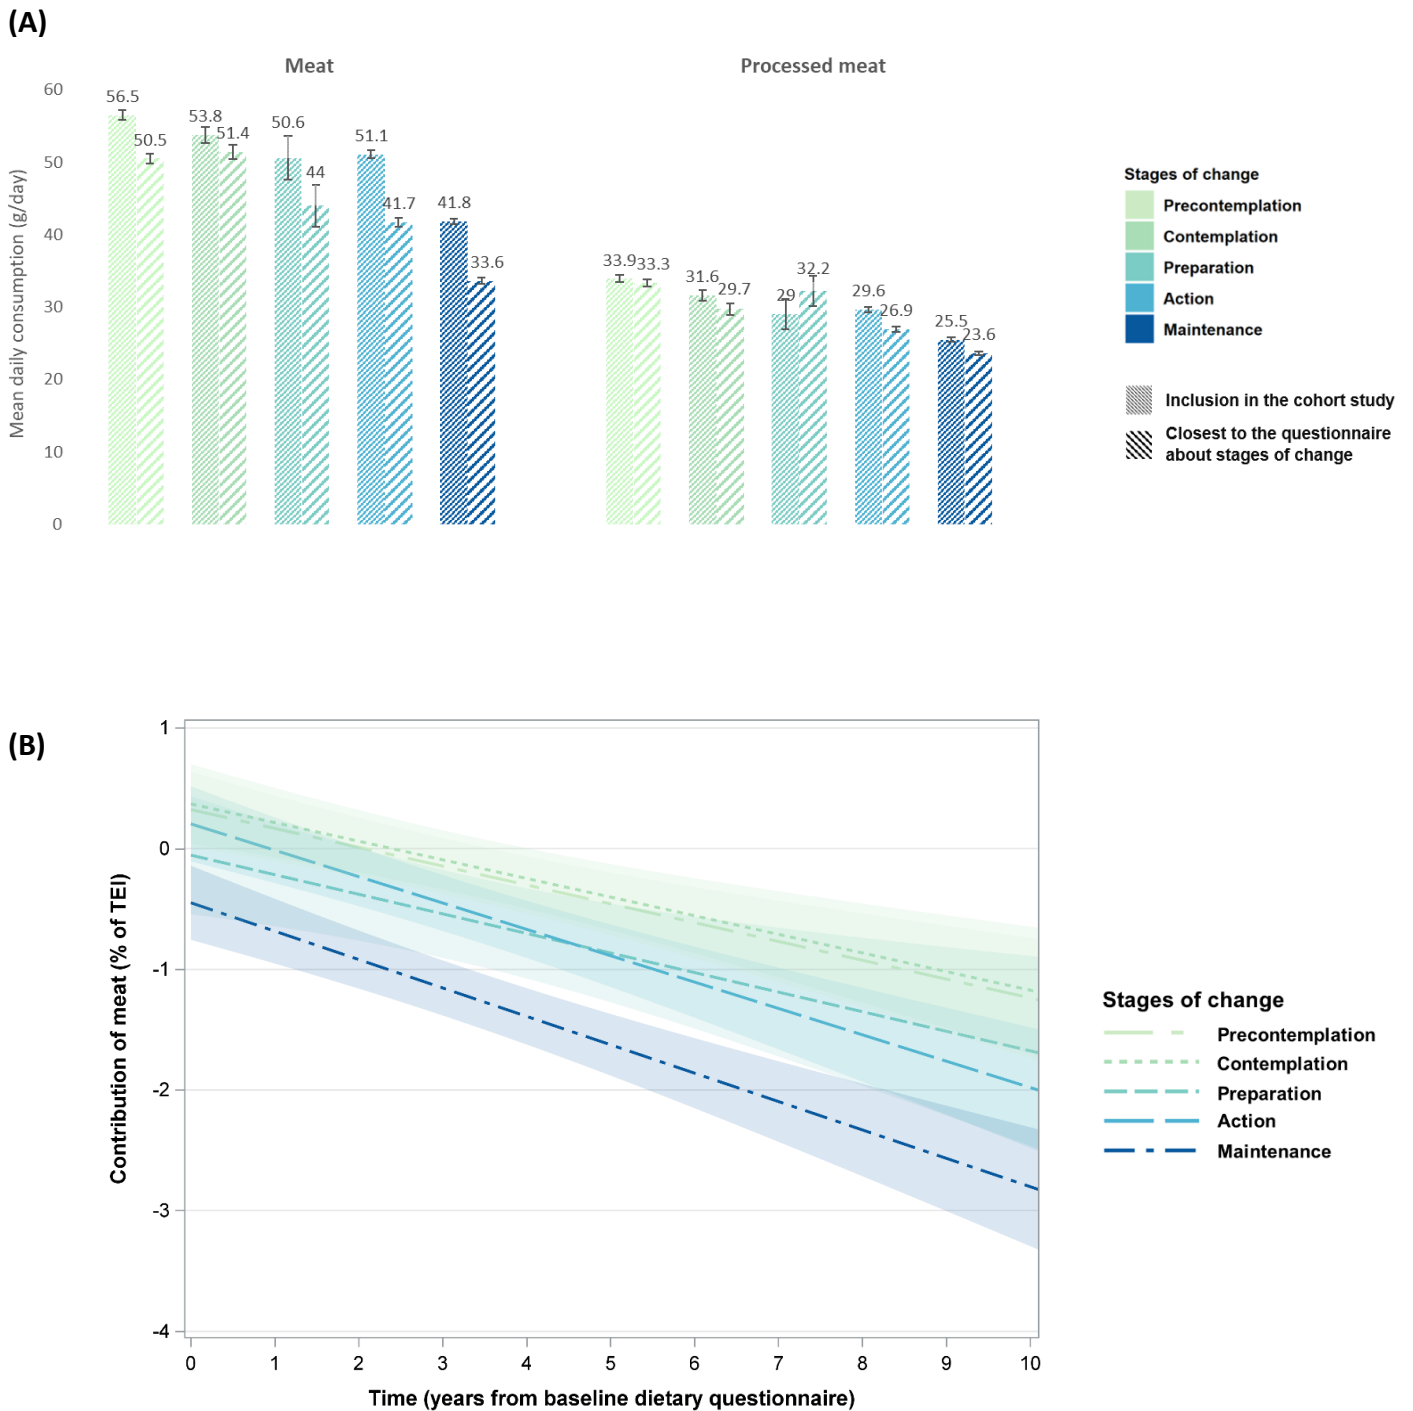 (A)
Meat
Processed meat
Mean daily consumption (g/day)
60
50
40
30
20
10
0
56.5
50.5
53.8
51.4
50.6
44
51.1
41.7
41.8
33.6
33.9
33.3
31.6
29.7
29
32.2
29.6
26.9
25.5
23.6
Stages of change
Precontemplation
Contemplation
Preparation
Action
Maintenance
Inclusion in the cohort study
Closest to the questionnaire
about stages of change
(B)
Contribution of meat (% of TEI)
1
0
-1
-2
-3
-4
0 1 2 3 4 5 6 7 8 9 10
Time (years from baseline dietary questionnaire)
Stages of change
Precontemplation
Contemplation
Preparation
Action
Maintenance